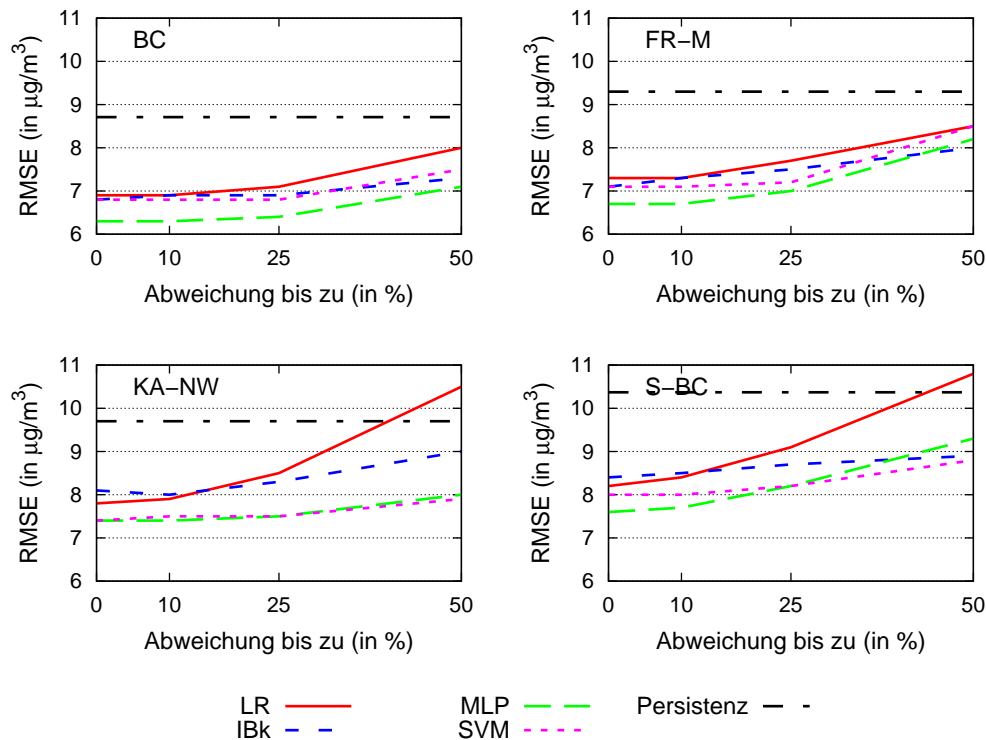 BC
RMSE (in µg/m³)
11
10
9
8
7
6
0 10 25 50
Abweichung bis zu (in %)
FR−M
RMSE (in µg/m³)
11
10
9
8
7
6
0 10 25 50
Abweichung bis zu (in %)
KA−NW
RMSE (in µg/m³)
11
10
9
8
7
6
0 10 25 50
Abweichung bis zu (in %)
S−BC
RMSE (in µg/m³)
11
10
9
8
7
6
0 10 25 50
Abweichung bis zu (in %)
LR MLP Persistenz
IBk SVM